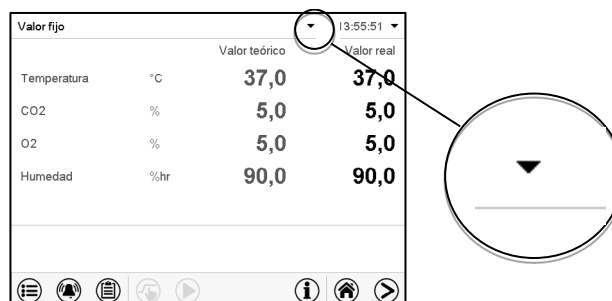 Valor fijo 13:55:51
Valor teórico Valor real
Temperatura °C 37,0 37,0
CO2 % 5,0 5,0
O2 % 5,0 5,0
Humedad %hr 90,0 90,0